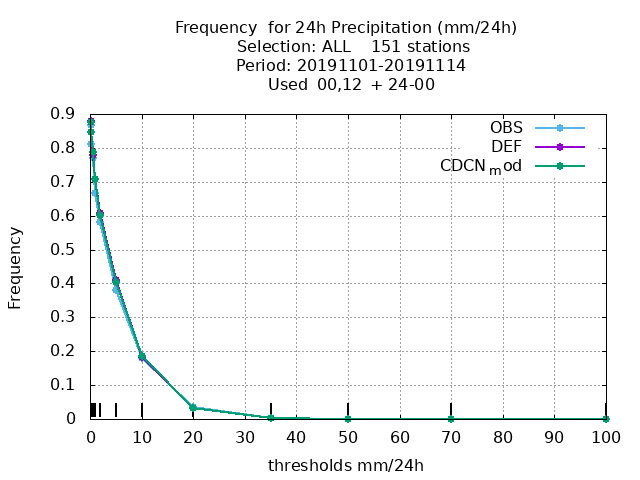 Frequency  for 24h Precipitation (mm/24h)
Selection: ALL    151 stations
Period: 20191101-20191114
Used  00,12  + 24-00
OBS
DEF
CDCN_mod
Frequency
0.9
0.8
0.7
0.6
0.5
0.4
0.3
0.2
0.1
0
0 10 20 30 40 50 60 70 80 90 100
thresholds mm/24h